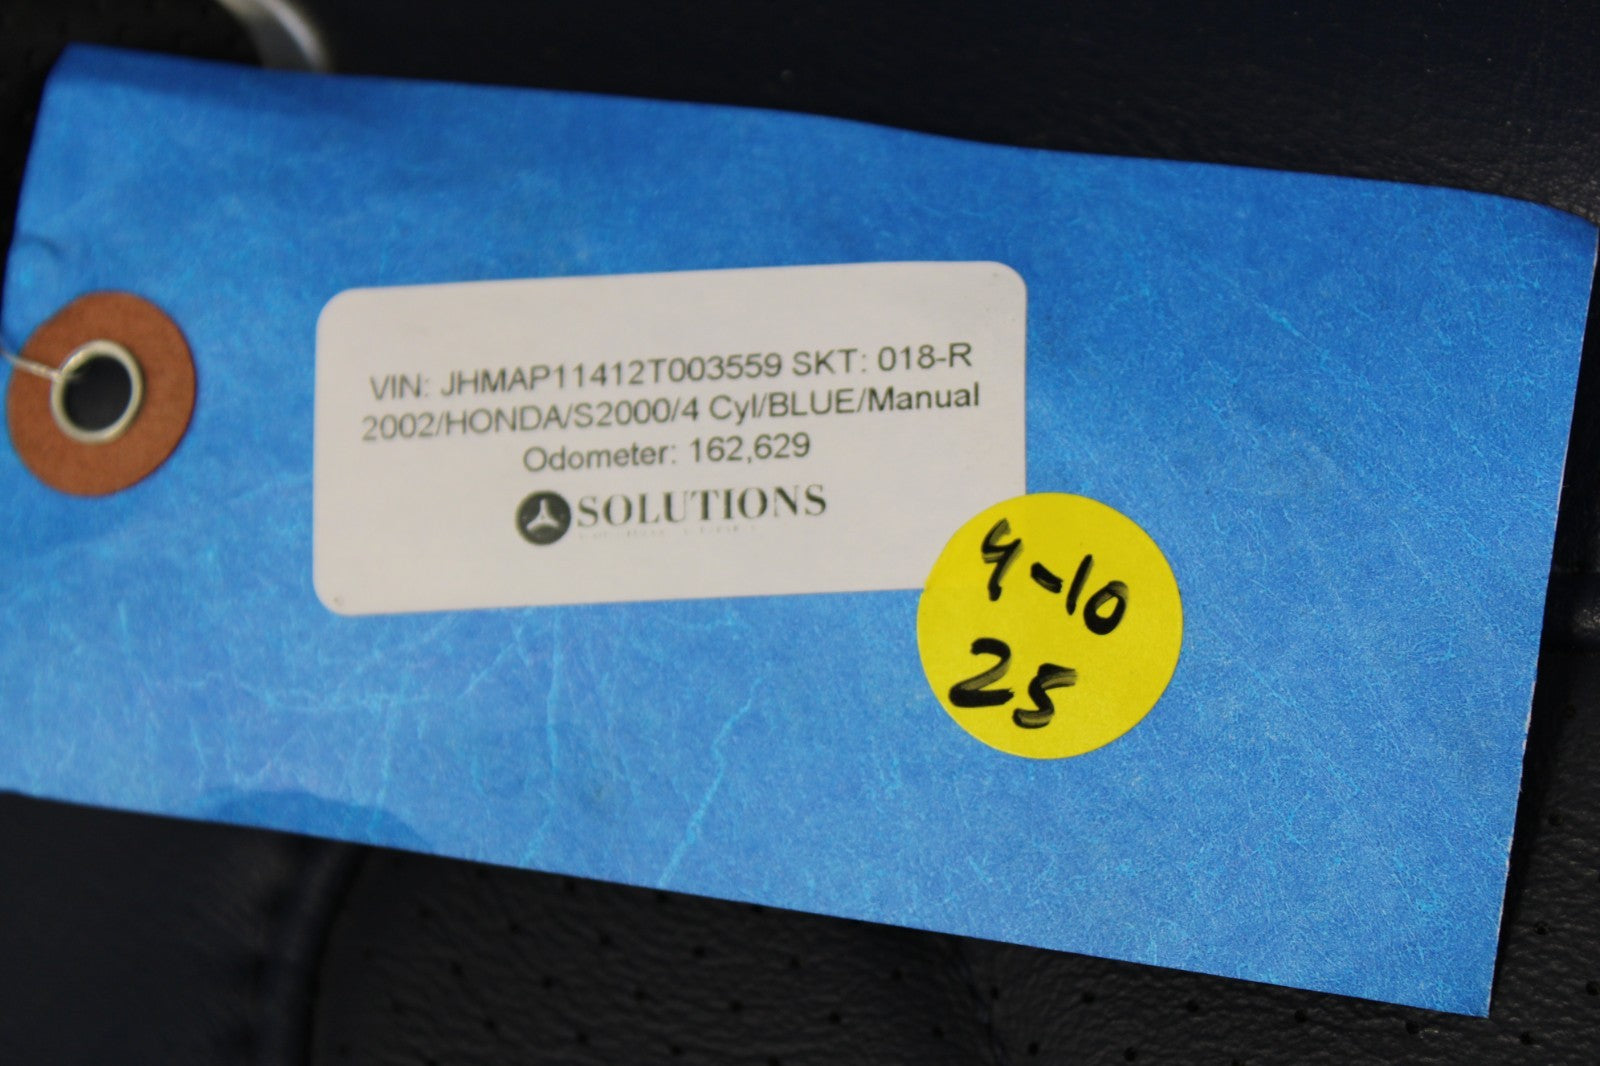 VIN: JHMAP11412T003559 SKT: 018-R
2002/HONDA/S2000/4 Cyl/BLUE/Manual
Odometer: 162,629
SOLUTIONS
4-10
25